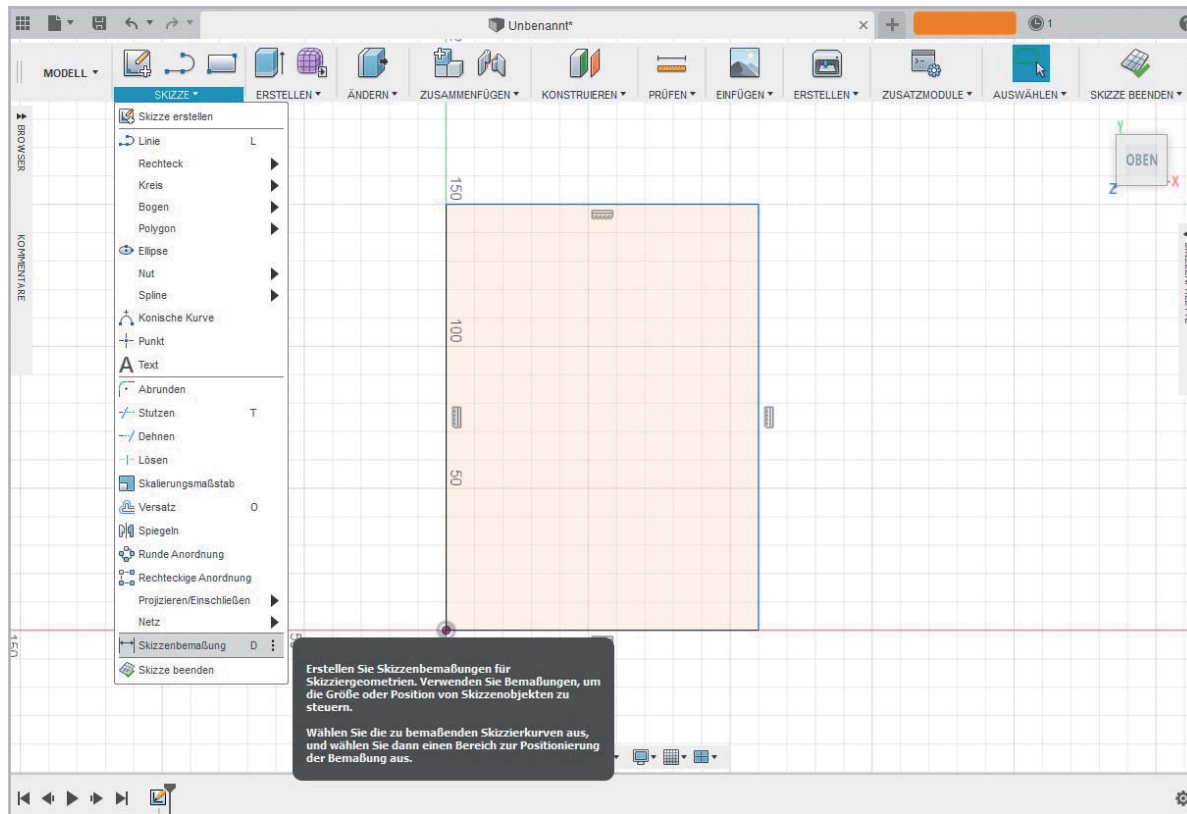 Unbenannt*
1
MODELL
SKIZZE
ERSTELLEN
ÄNDERN
ZUSAMMENFÜGEN
KONSTRUIEREN
PRÜFEN
EINFÜGEN
ERSTELLEN
ZUSATZMODULE
AUSWÄHLEN
SKIZZE BEENDEN
BROWSER
KOMMENTARE
Skizze erstellen
Linie L
Rechteck
Kreis
Bogen
Polygon
Ellipse
Nut
Spline
Konische Kurve
Punkt
Text
Abrunden
Stutzen T
Dehnen
Lösen
Skalierungsmaßstab
Versatz O
Spiegeln
Runde Anordnung
Rechteckige Anordnung
Projizieren/Einschließen
Netz
Skizzenbemaßung D
Skizze beenden
150
100
50
150
Y
OBEN
Z
-X
Erstellen Sie Skizzenbemaßungen für
Skizziergeometrien. Verwenden Sie Bemaßungen, um
die Größe oder Position von Skizzenobjekten zu
steuern.
Wählen Sie die zu bemaßenden Skizzierkurven aus,
und wählen Sie dann einen Bereich zur Positionierung
der Bemaßung aus.